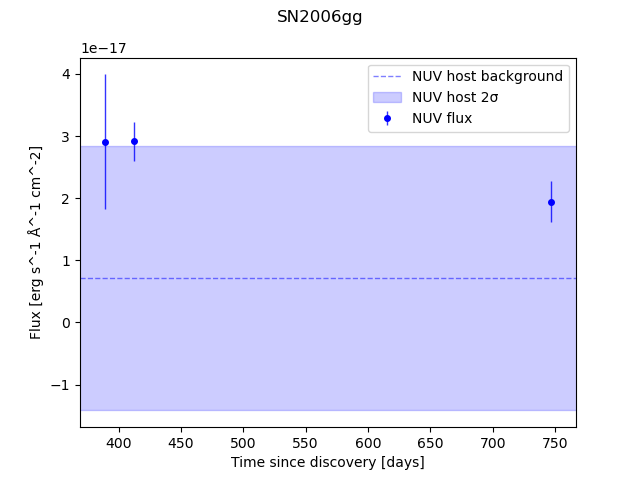 SN2006gg
1e−17
NUV host background
NUV host 2σ
NUV flux
4
3
2
1
0
−1
Flux [erg s^-1 Å^-1 cm^-2]
400 450 500 550 600 650 700 750
Time since discovery [days]